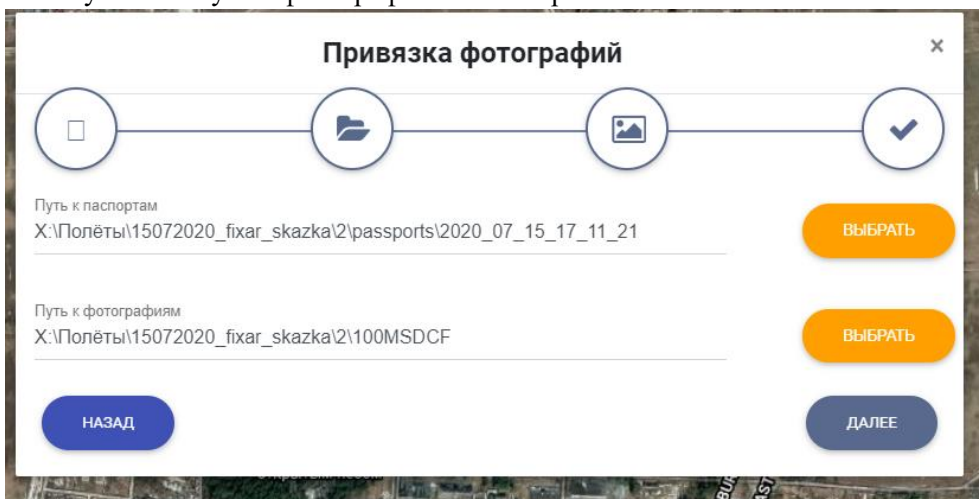 Привязка фотографий
×
Путь к паспортам
X:\Полёты\15072020_fixar_skazka\2\passports\2020_07_15_17_11_21
ВЫБРАТЬ
Путь к фотографиям
X:\Полёты\15072020_fixar_skazka\2\100MSDCF
ВЫБРАТЬ
НАЗАД
ДАЛЕЕ